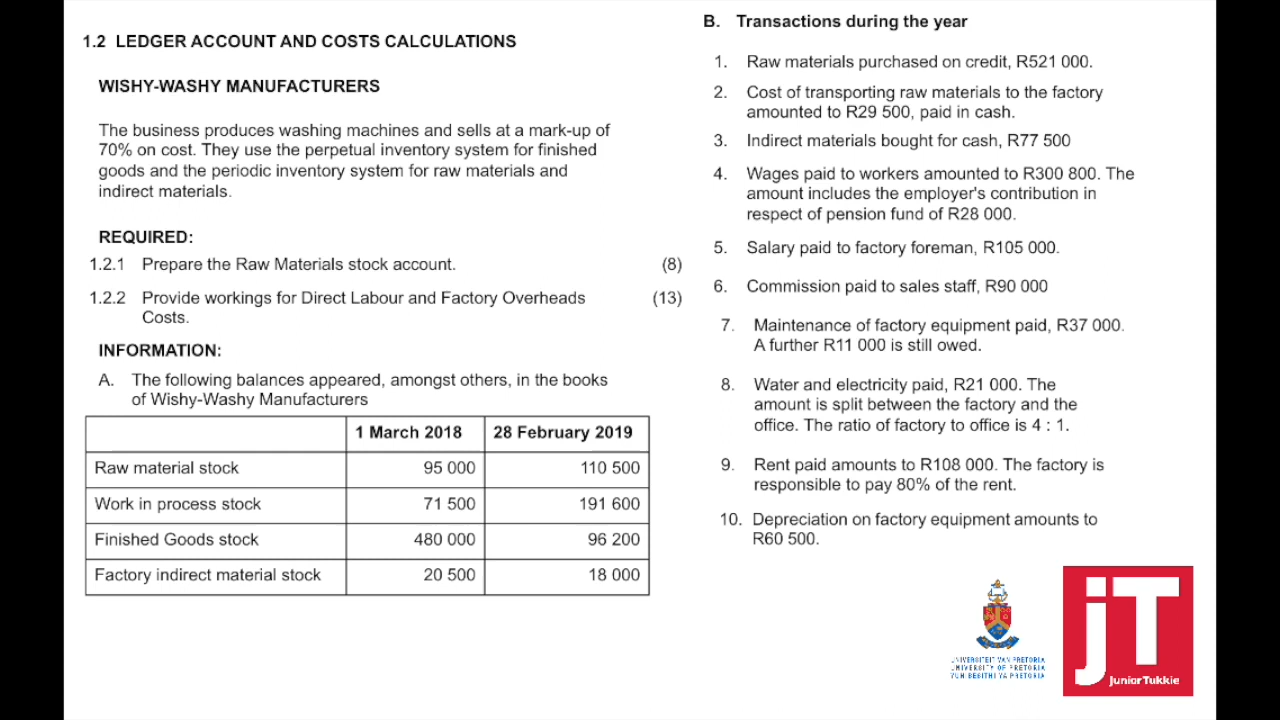 1.2 LEDGER ACCOUNT AND COSTS CALCULATIONS
WISHY-WASHY MANUFACTURERS
The business produces washing machines and sells at a mark-up of
70% on cost. They use the perpetual inventory system for finished
goods and the periodic inventory system for raw materials and
indirect materials.
REQUIRED:
1.2.1 Prepare the Raw Materials stock account. (8)
1.2.2 Provide workings for Direct Labour and Factory Overheads (13)
Costs.
INFORMATION:
A. The following balances appeared, amongst others, in the books
of Wishy-Washy Manufacturers
1 March 2018 28 February 2019
Raw material stock 95 000 110 500
Work in process stock 71 500 191 600
Finished Goods stock 480 000 96 200
Factory indirect material stock 20 500 18 000
B. Transactions during the year
1. Raw materials purchased on credit, R521 000.
2. Cost of transporting raw materials to the factory
amounted to R29 500, paid in cash.
3. Indirect materials bought for cash, R77 500
4. Wages paid to workers amounted to R300 800. The
amount includes the employer's contribution in
respect of pension fund of R28 000.
5. Salary paid to factory foreman, R105 000.
6. Commission paid to sales staff, R90 000
7. Maintenance of factory equipment paid, R37 000.
A further R11 000 is still owed.
8. Water and electricity paid, R21 000. The
amount is split between the factory and the
office. The ratio of factory to office is 4 : 1.
9. Rent paid amounts to R108 000. The factory is
responsible to pay 80% of the rent.
10. Depreciation on factory equipment amounts to
R60 500.
UNIVERSITEIT VAN PRETORIA
UNIVERSITY OF PRETORIA
YUNIBESITHI YA PRETORIA
jT
JuniorTukkie